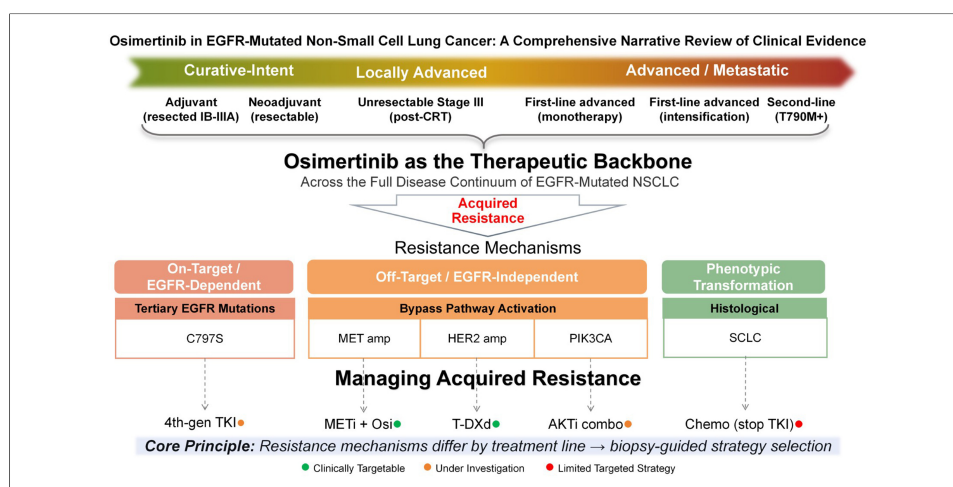 Osimertinib in EGFR-Mutated Non-Small Cell Lung Cancer: A Comprehensive Narrative Review of Clinical Evidence
Curative-Intent
Locally Advanced
Advanced / Metastatic
Adjuvant
(resected IB-IIIA)
Neoadjuvant
(resectable)
Unresectable Stage III
(post-CRT)
First-line advanced
(monotherapy)
First-line advanced
(intensification)
Second-line
(T790M+)
Osimertinib as the Therapeutic Backbone
Across the Full Disease Continuum of EGFR-Mutated NSCLC
Acquired
Resistance
Resistance Mechanisms
On-Target /
EGFR-Dependent
Off-Target / EGFR-Independent
Phenotypic
Transformation
Tertiary EGFR Mutations
Bypass Pathway Activation
Histological
C797S
MET amp
HER2 amp
PIK3CA
SCLC
Managing Acquired Resistance
4th-gen TKI
METi + Osi
T-DXd
AKTi combo
Chemo (stop TKI)
Core Principle: Resistance mechanisms differ by treatment line → biopsy-guided strategy selection
Clinically Targetable
Under Investigation
Limited Targeted Strategy